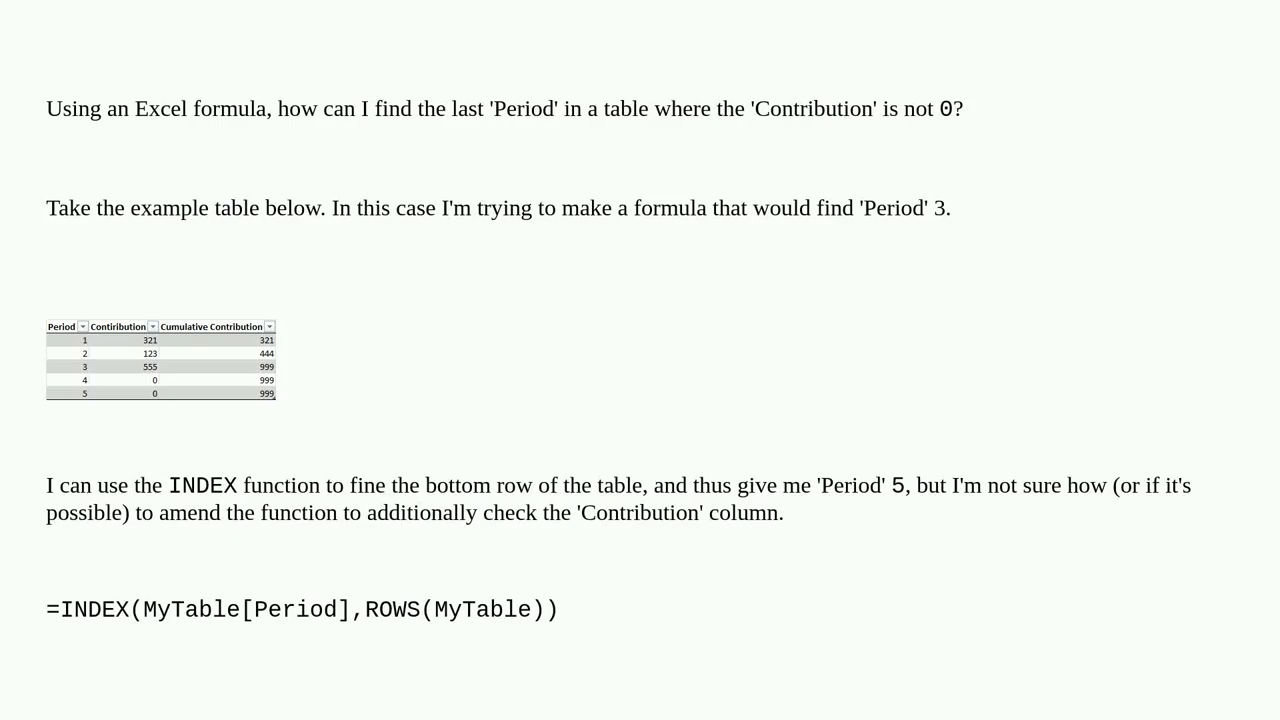 Using an Excel formula, how can I find the last 'Period' in a table where the 'Contribution' is not 0?
Take the example table below. In this case I'm trying to make a formula that would find 'Period' 3.
Period Contiribution Cumulative Contribution
1 321 321
2 123 444
3 555 999
4 0 999
5 0 999
I can use the INDEX function to fine the bottom row of the table, and thus give me 'Period' 5, but I'm not sure how (or if it's
possible) to amend the function to additionally check the 'Contribution' column.
=INDEX(MyTable[Period],ROWS(MyTable))